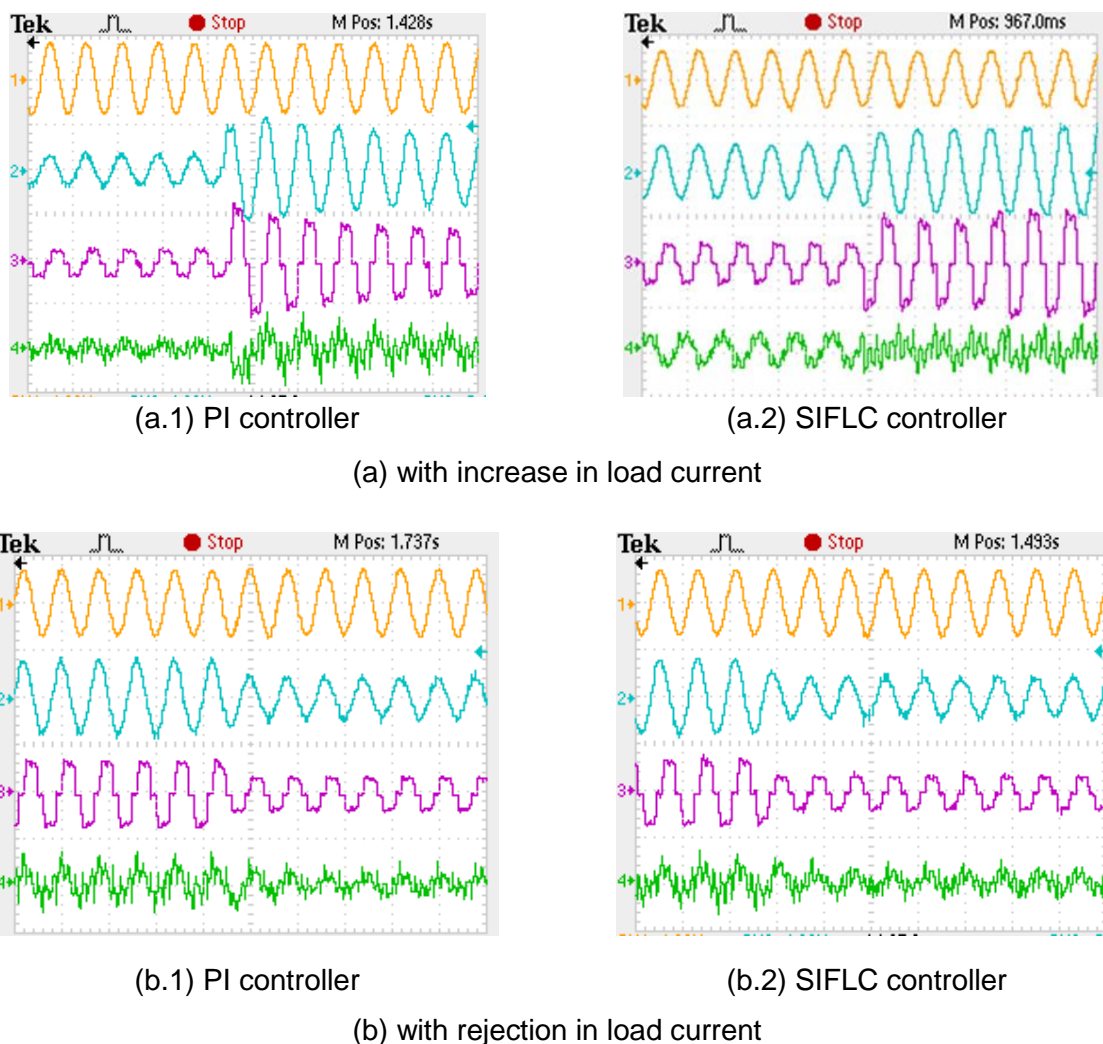 Tek Stop M Pos: 1.428s
1
2
3
4
Tek Stop M Pos: 967.0ms
1
2
3
4
(a.1) PI controller
(a.2) SIFLC controller
(a) with increase in load current
Tek Stop M Pos: 1.737s
1
2
3
4
Tek Stop M Pos: 1.493s
1
2
3
4
(b.1) PI controller
(b.2) SIFLC controller
(b) with rejection in load current